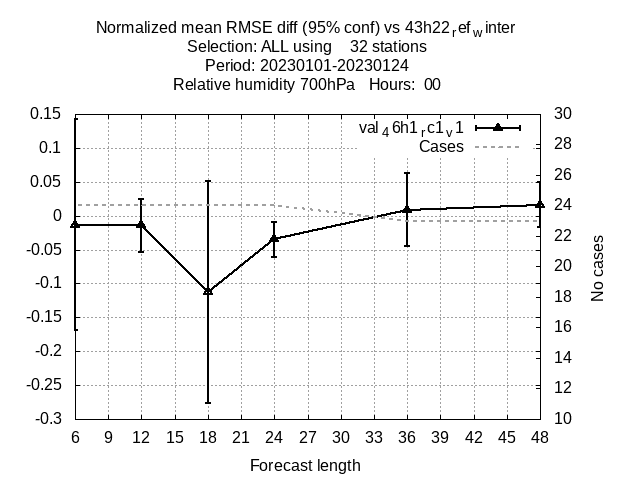 Normalized mean RMSE diff (95% conf) vs 43h22refwinter
Selection: ALL using 32 stations
Period: 20230101-20230124
Relative humidity 700hPa Hours: 00
val46h1rc1v1
Cases
0.15
0.1
0.05
0
-0.05
-0.1
-0.15
-0.2
-0.25
-0.3
30
28
26
24
22
20
18
16
14
12
10
No cases
6 9 12 15 18 21 24 27 30 33 36 39 42 45 48
Forecast length